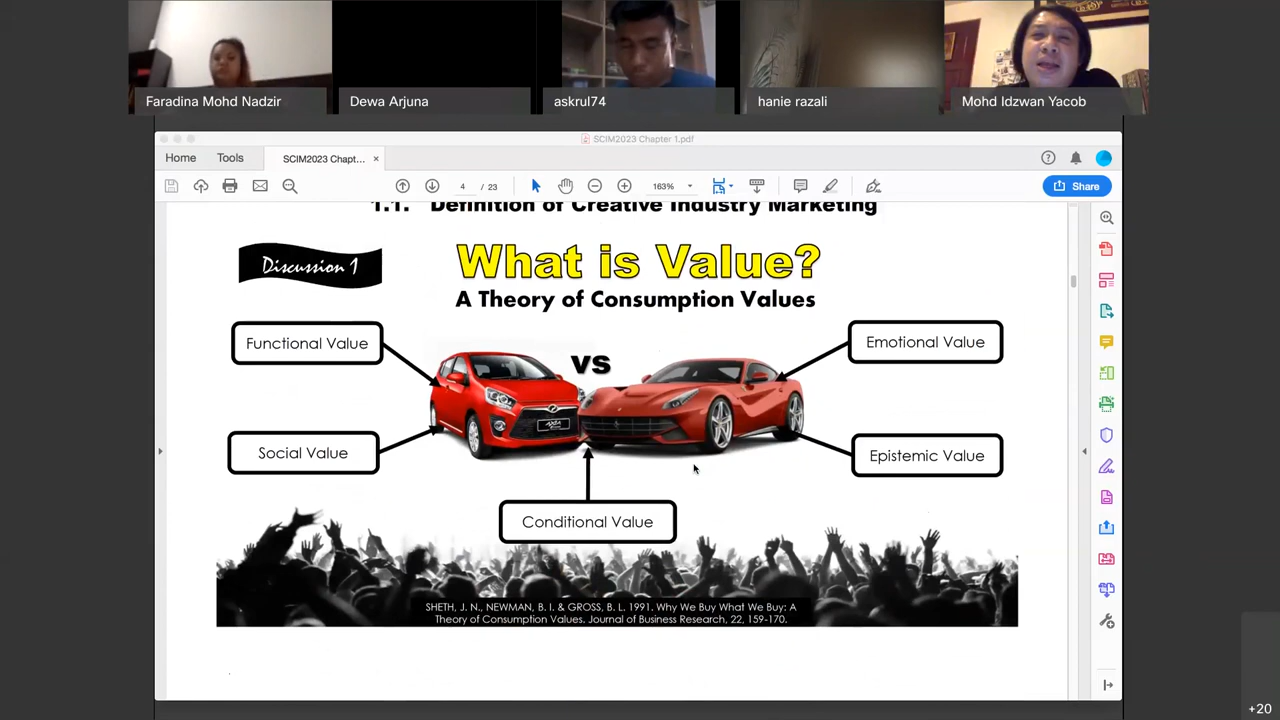 Faradina Mohd Nadzir
Dewa Arjuna
askrul74
hanie razali
Mohd Idzwan Yacob
SCIM2023 Chapter 1.pdf
Home
Tools
SCIM2023 Chapt...
4 / 23
163%
Share
1.1. Definition of Creative Industry Marketing
Discussion 1
What is Value?
A Theory of Consumption Values
Functional Value
VS
Emotional Value
AXIA
Social Value
Epistemic Value
Conditional Value
SHETH, J. N., NEWMAN, B. I. & GROSS, B. L. 1991. Why We Buy What We Buy: A
Theory of Consumption Values. Journal of Business Research, 22, 159-170.
+20